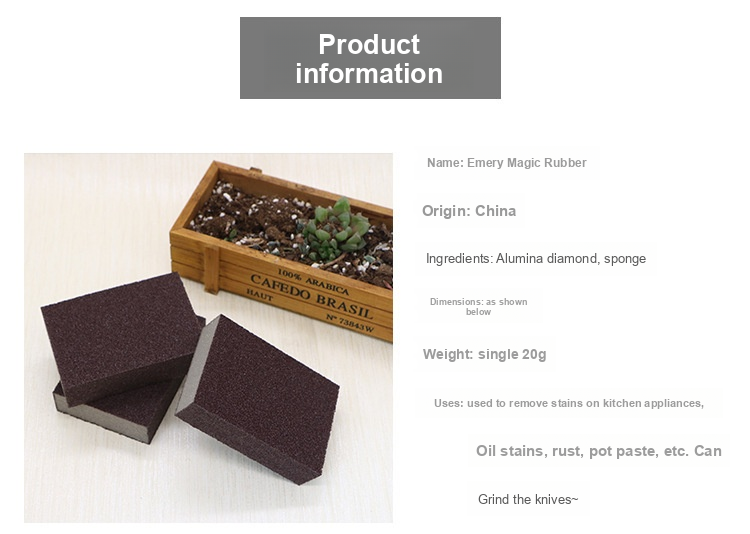 Product
information
Name: Emery Magic Rubber
Origin: China
Ingredients: Alumina diamond, sponge
Dimensions: as shown
below
Weight: single 20g
Uses: used to remove stains on kitchen appliances,
Oil stains, rust, pot paste, etc. Can
Grind the knives~
100% ARABICA
CAFEDO BRASIL
HAUT
Nº 73843W